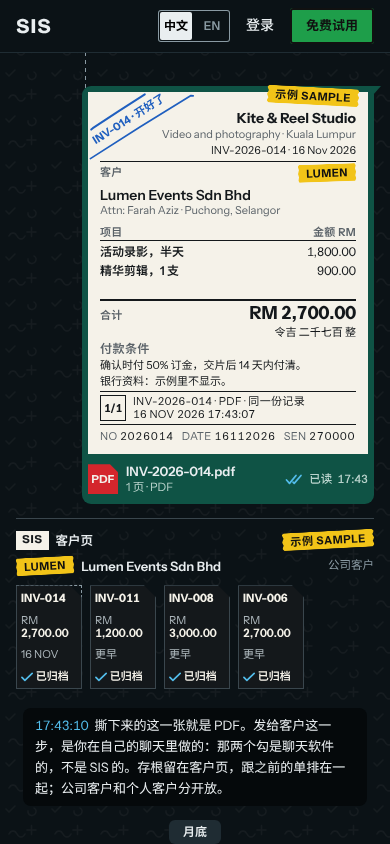 SIS
中文
EN
登录
免费试用
示例 SAMPLE
INV-014 · 开好了
Kite & Reel Studio
Video and photography · Kuala Lumpur
INV-2026-014 · 16 Nov 2026
客户
LUMEN
Lumen Events Sdn Bhd
Attn: Farah Aziz · Puchong, Selangor
项目 金额 RM
活动录影，半天 1,800.00
精华剪辑，1 支 900.00
合计 RM 2,700.00
令吉 二千七百 整
付款条件
确认时付 50% 订金，交片后 14 天内付清。
银行资料：示例里不显示。
1/1
INV-2026-014 · PDF · 同一份记录
16 NOV 2026 17:43:07
NO 2026014 DATE 16112026 SEN 270000
PDF
INV-2026-014.pdf
1 页 · PDF
已读 17:43
SIS 客户页
示例 SAMPLE
LUMEN Lumen Events Sdn Bhd 公司客户
INV-014
RM
2,700.00
16 NOV
已归档
INV-011
RM
1,200.00
更早
已归档
INV-008
RM
3,000.00
更早
已归档
INV-006
RM
2,700.00
更早
已归档
17:43:10 撕下来的这一张就是 PDF。发给客户这一
步，是你在自己的聊天里做的：那两个勾是聊天软件
的，不是 SIS 的。存根留在客户页，跟之前的单排在一
起；公司客户和个人客户分开放。
月底